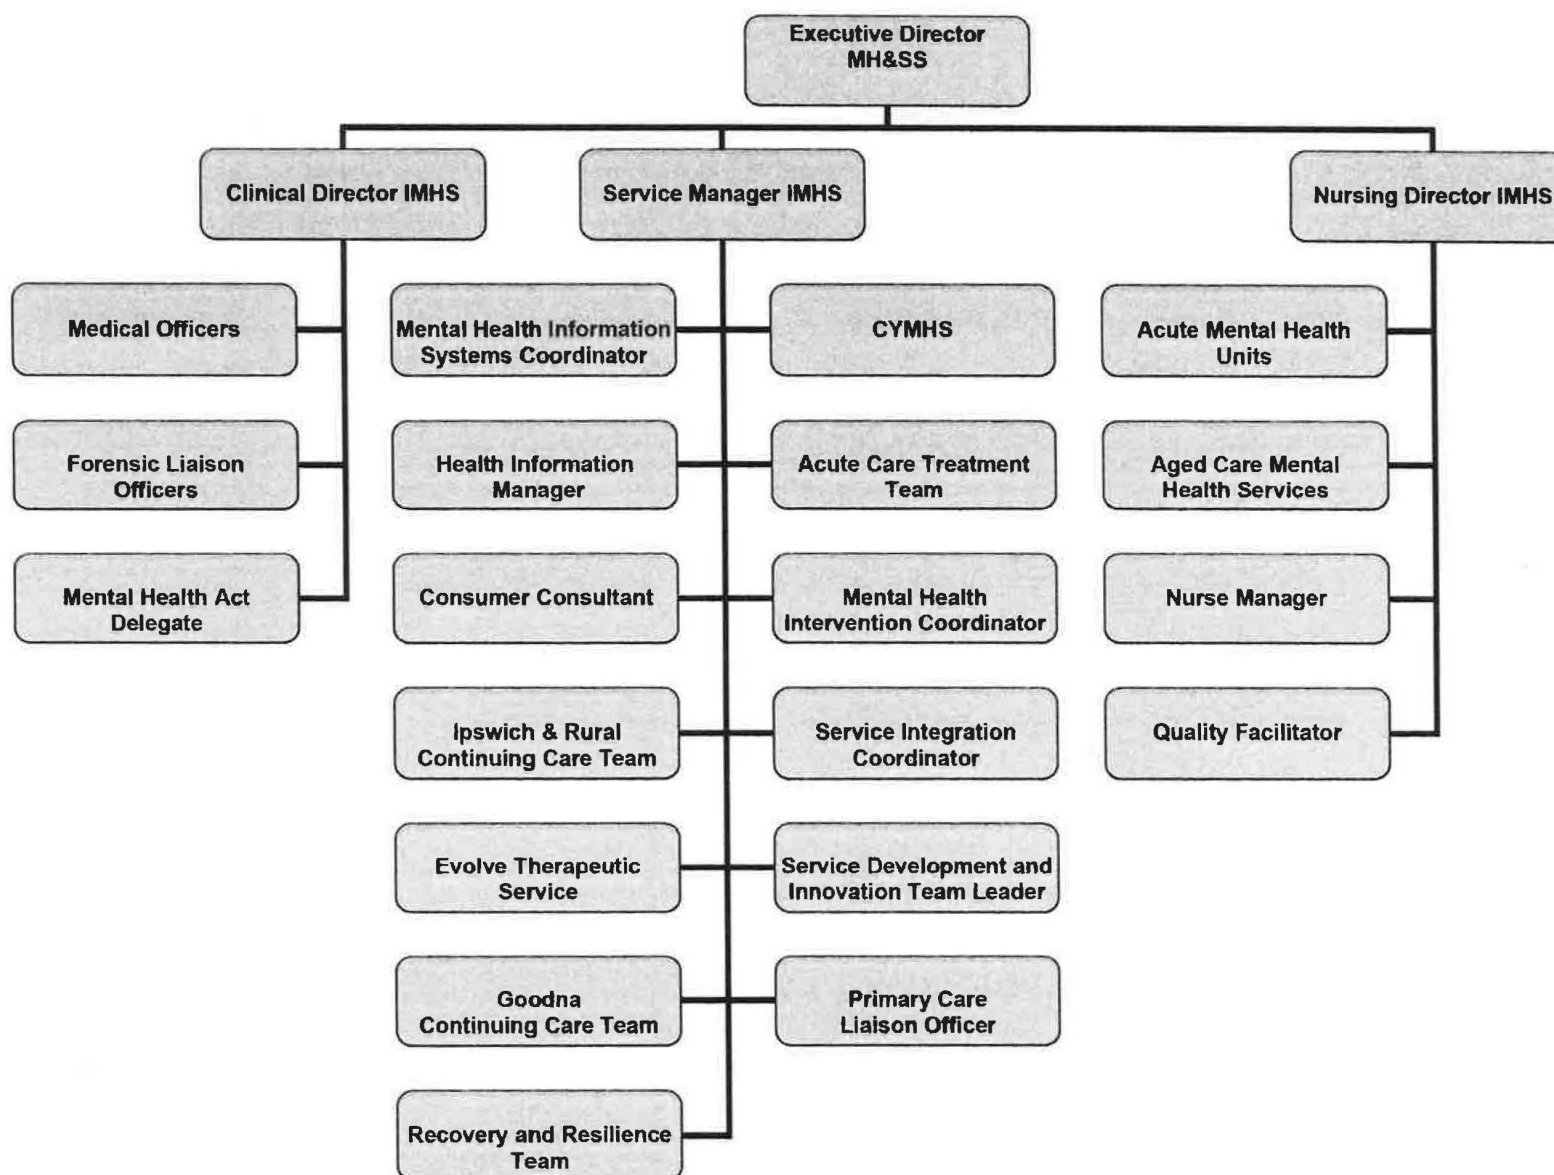 Executive Director
MH&SS
Clinical Director IMHS
Service Manager IMHS
Nursing Director IMHS
Medical Officers
Mental Health Information
Systems Coordinator
CYMHS
Acute Mental Health
Units
Forensic Liaison
Officers
Health Information
Manager
Acute Care Treatment
Team
Aged Care Mental
Health Services
Mental Health Act
Delegate
Consumer Consultant
Mental Health
Intervention Coordinator
Nurse Manager
Ipswich & Rural
Continuing Care Team
Service Integration
Coordinator
Quality Facilitator
Evolve Therapeutic
Service
Service Development and
Innovation Team Leader
Goodna
Continuing Care Team
Primary Care
Liaison Officer
Recovery and Resilience
Team